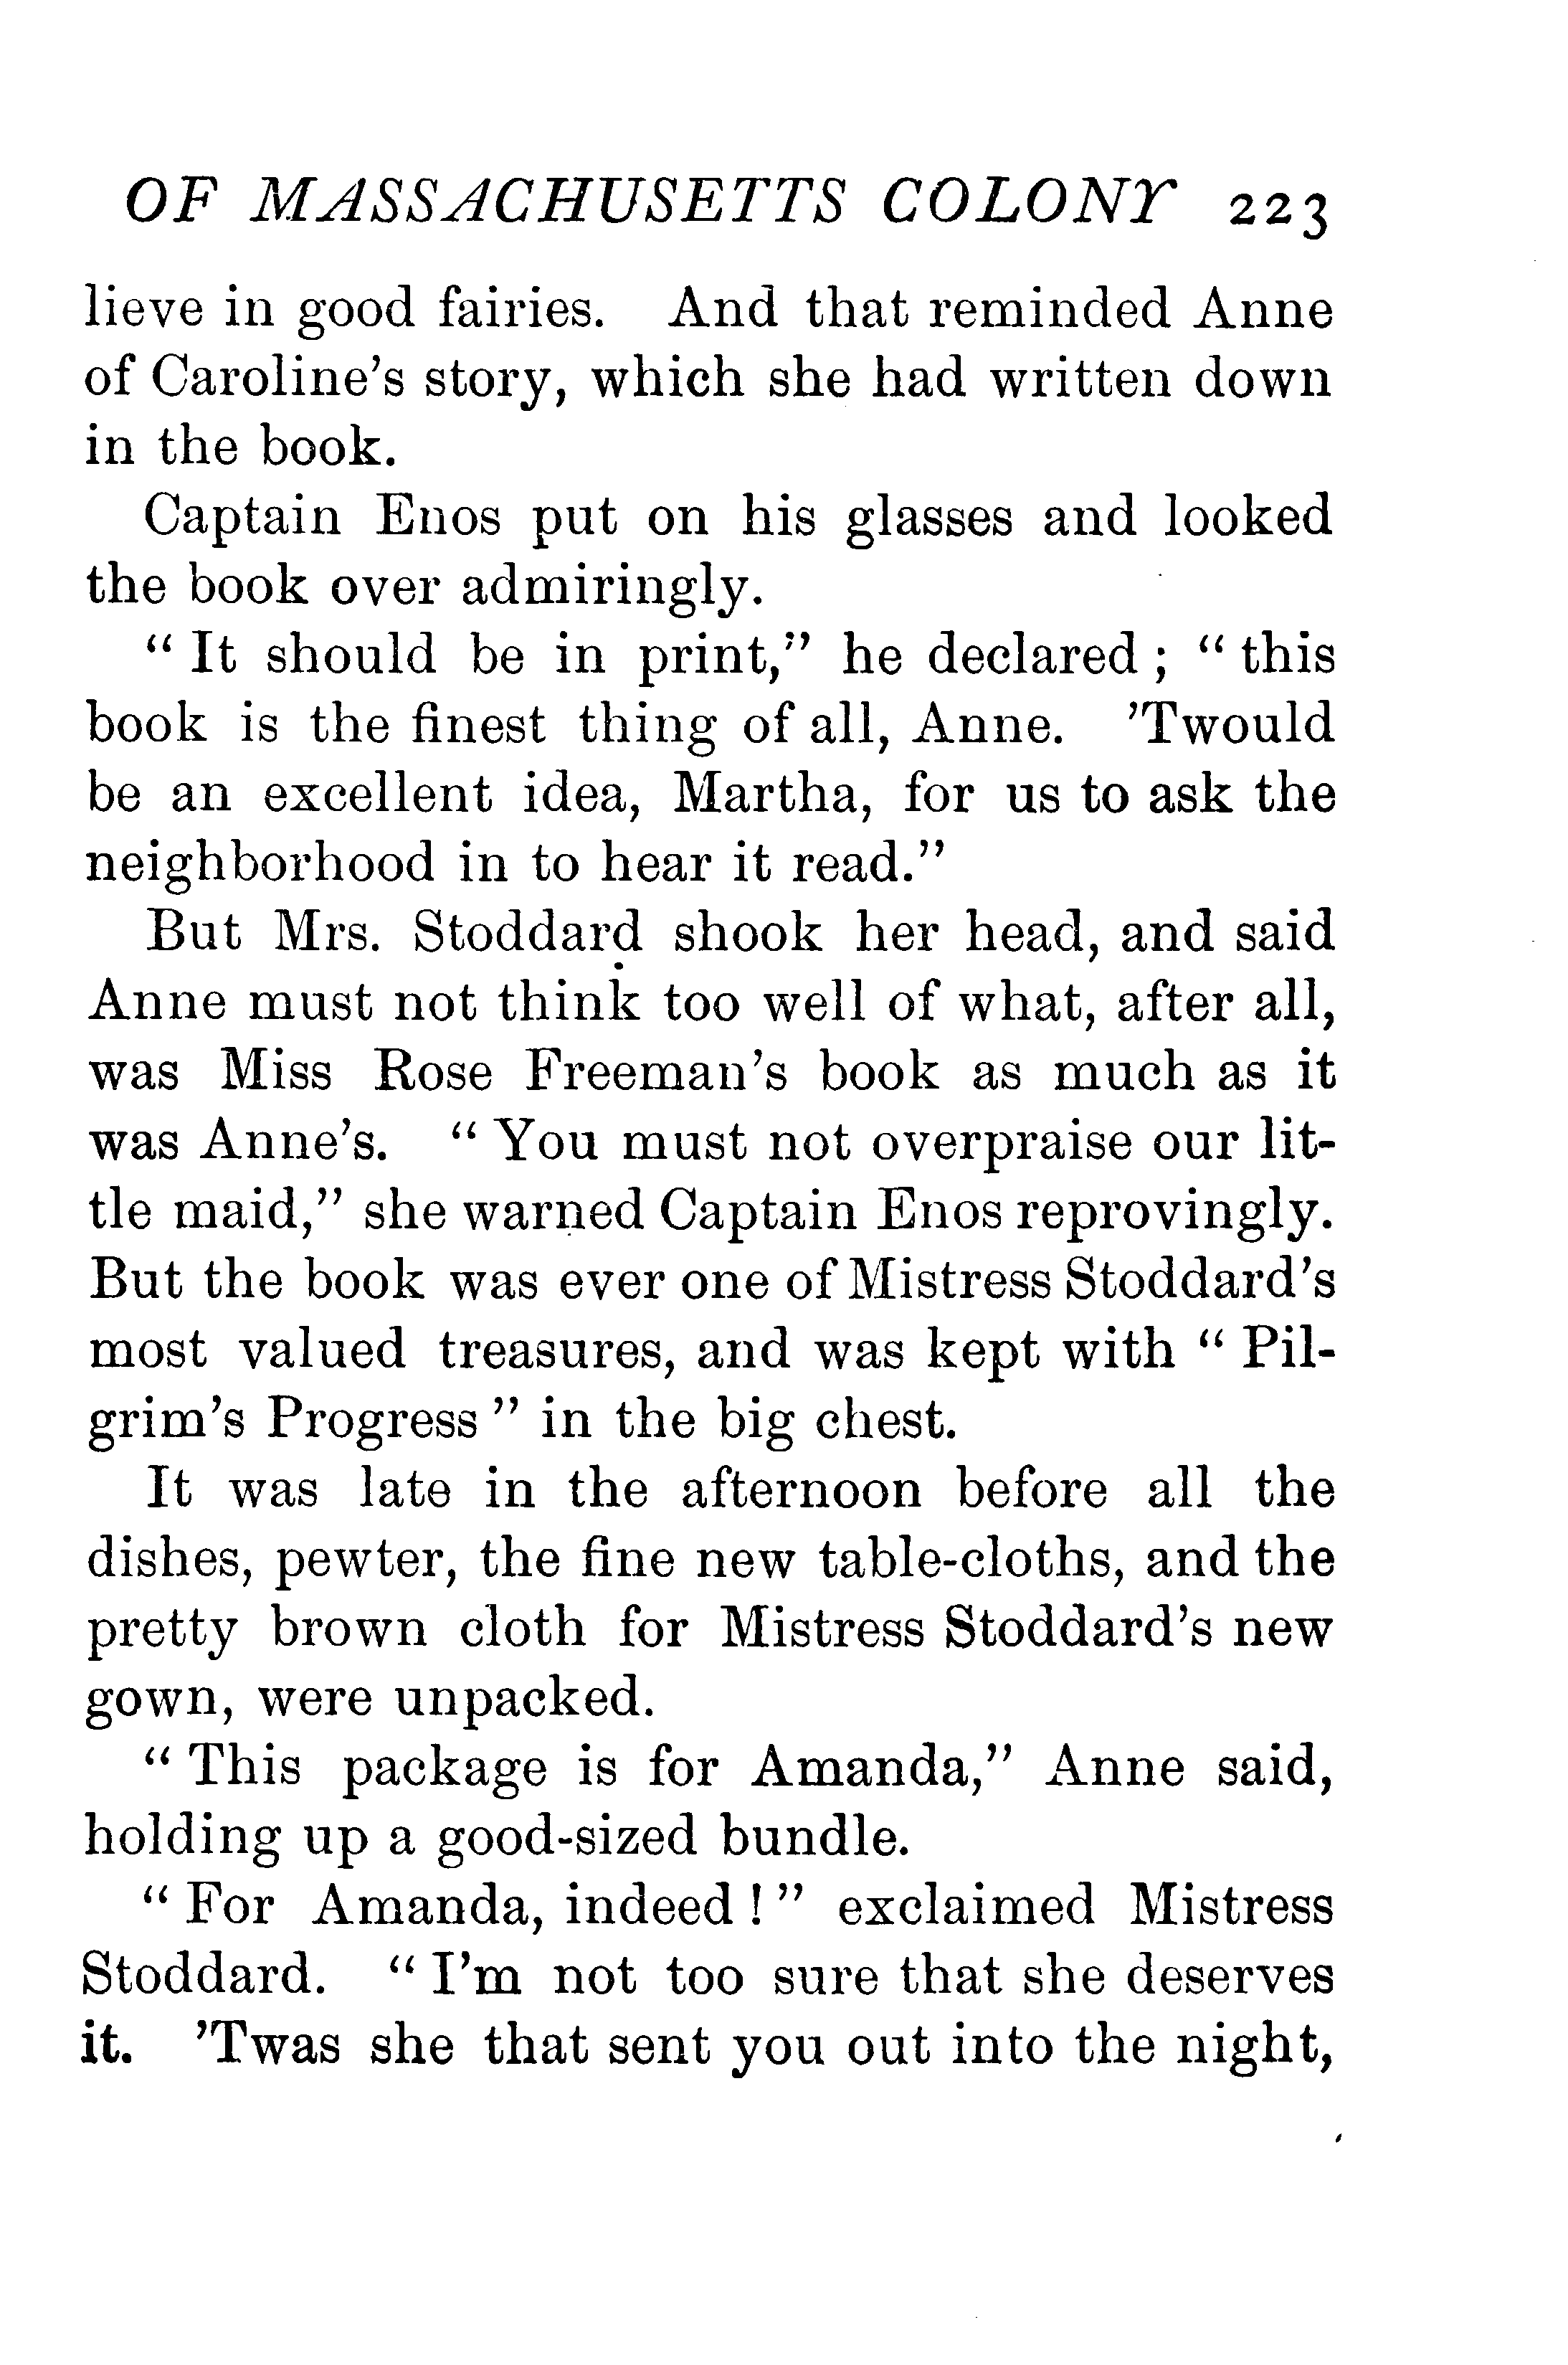 OF MASSACHUSETTS COLONY 223
lieve in good fairies. And that reminded Anne
of Caroline's story, which she had written down
in the book.
Captain Enos put on his glasses and looked
the book over admiringly.
“ It should be in print,” he declared ; “ this
book is the finest thing of all, Anne. ’Twould
be an excellent idea, Martha, for us to ask the
neighborhood in to hear it read.”
But Mrs. Stoddard shook her head, and said
Anne must not think too well of what, after all,
was Miss Rose Freeman’s book as much as it
was Anne’s. “ You must not overpraise our lit-
tle maid,” she warned Captain Enos reprovingly.
But the book was ever one of Mistress Stoddard’s
most valued treasures, and was kept with “ Pil-
grim’s Progress ” in the big chest.
It was late in the afternoon before all the
dishes, pewter, the fine new table-cloths, and the
pretty brown cloth for Mistress Stoddard’s new
gown, were unpacked.
“ This package is for Amanda,” Anne said,
holding up a good-sized bundle.
“ For Amanda, indeed ! ” exclaimed Mistress
Stoddard. “ I’m not too sure that she deserves
it. ’Twas she that sent you out into the night,